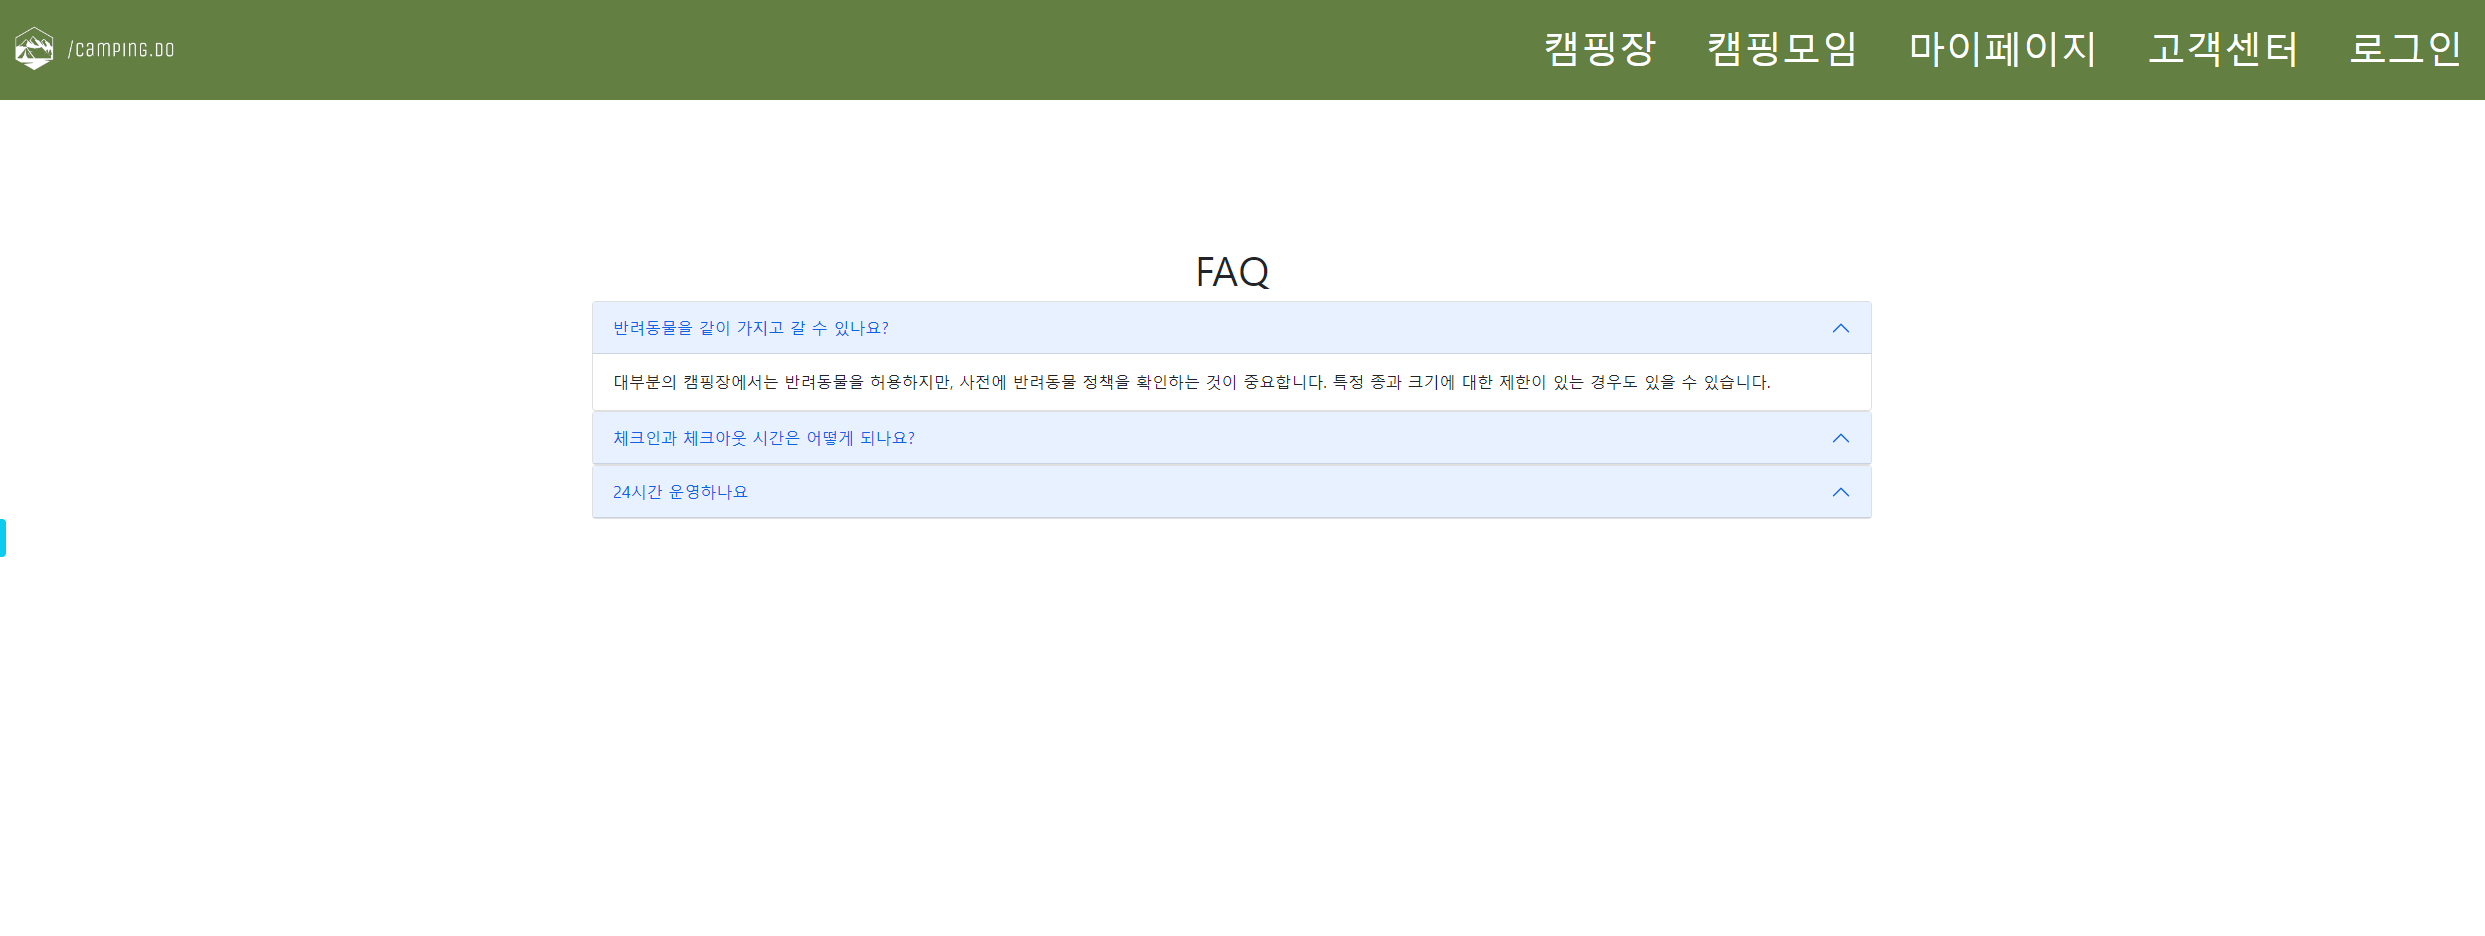 /CAMPING.DO
캠핑장 캠핑모임 마이페이지 고객센터 로그인
FAQ
반려동물을 같이 가지고 갈 수 있나요?
대부분의 캠핑장에서는 반려동물을 허용하지만, 사전에 반려동물 정책을 확인하는 것이 중요합니다. 특정 종과 크기에 대한 제한이 있는 경우도 있을 수 있습니다.
체크인과 체크아웃 시간은 어떻게 되나요?
24시간 운영하나요